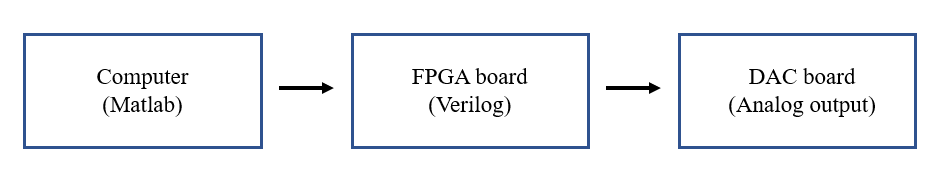 Computer
(Matlab)
FPGA board
(Verilog)
DAC board
(Analog output)